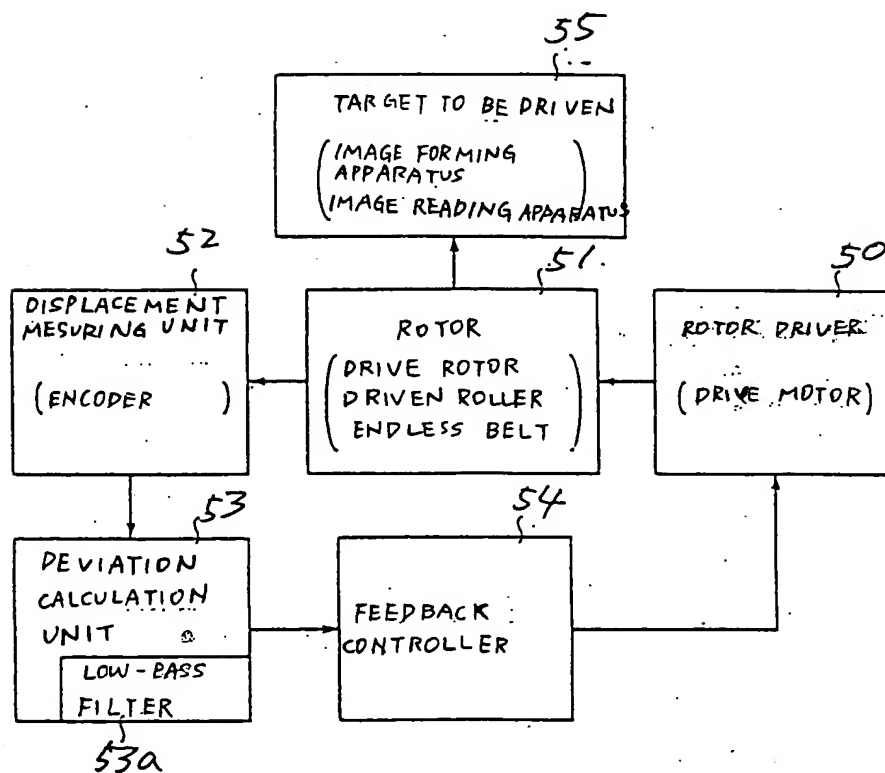 55
TARGET TO BE DRIVEN
(IMAGE FORMING
APPARATUS
IMAGE READING APPARATUS)
52
DISPLACEMENT
MESURING UNIT
(ENCODER)
51.
ROTOR
(DRIVE ROTOR
DRIVEN ROLLER
ENDLESS BELT)
50
ROTOR DRIVER
(DRIVE MOTOR)
53
DEVIATION
CALCULATION
UNIT
LOW-PASS
FILTER
53a
54
FEEDBACK
CONTROLLER